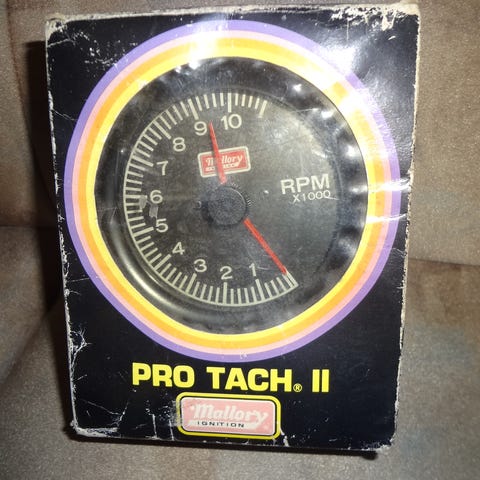 10
9
8
7
6
5
4
3
2
1
Mallory
RPM
X1000
PRO TACH® II
Mallory
IGNITION